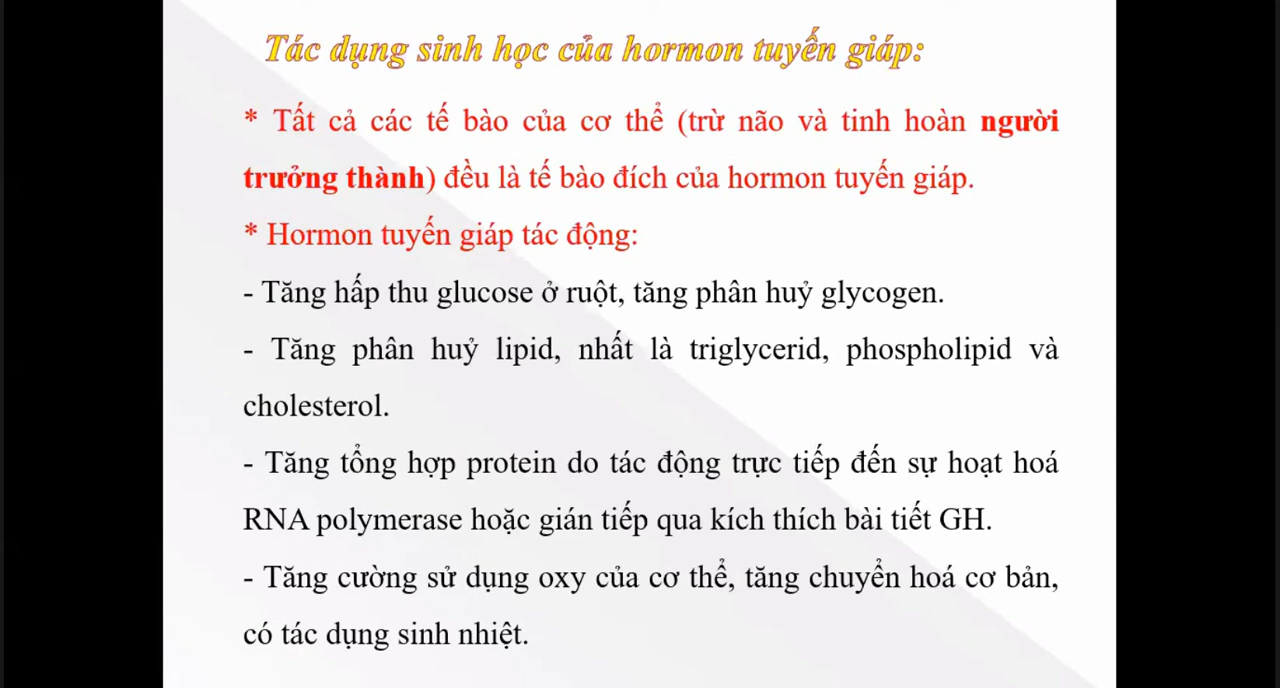 Tác dụng sinh học của hormon tuyến giáp:
* Tất cả các tế bào của cơ thể (trừ não và tinh hoàn người
trưởng thành) đều là tế bào đích của hormon tuyến giáp.
* Hormon tuyến giáp tác động:
- Tăng hấp thu glucose ở ruột, tăng phân huỷ glycogen.
- Tăng phân huỷ lipid, nhất là triglycerid, phospholipid và
cholesterol.
- Tăng tổng hợp protein do tác động trực tiếp đến sự hoạt hoá
RNA polymerase hoặc gián tiếp qua kích thích bài tiết GH.
- Tăng cường sử dụng oxy của cơ thể, tăng chuyển hoá cơ bản,
có tác dụng sinh nhiệt.